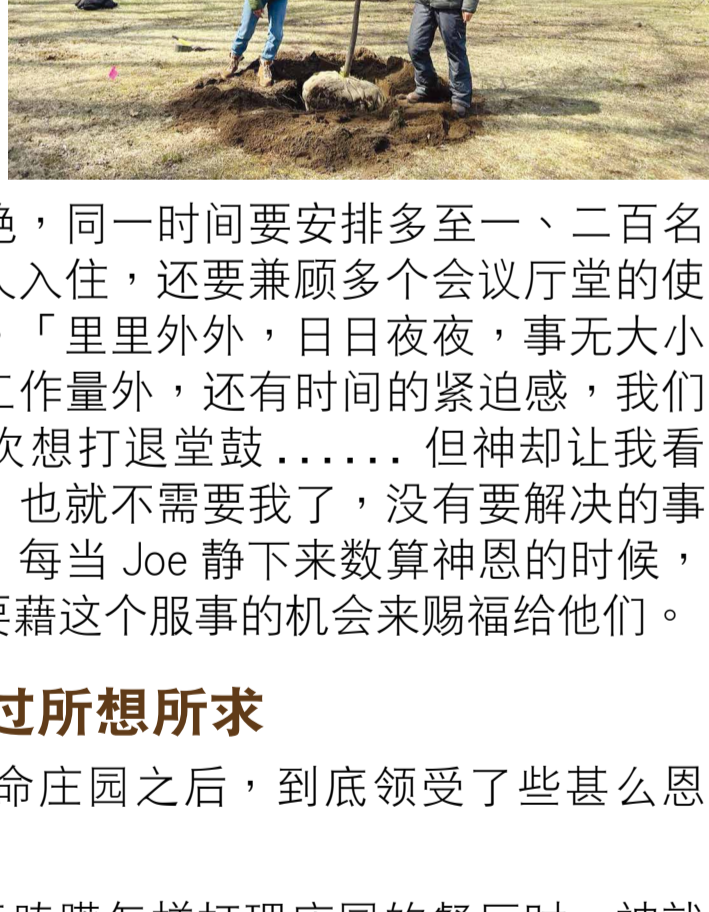 ，同一时间要安排多至一、二百名
入住，还要兼顾多个会议厅堂的使
「里里外外，日日夜夜，事无大小
工作量外，还有时间的紧迫感，我们
次想打退堂鼓......但神却让我看
也就不需要我了，没有要解决的事
每当 Joe 静下来数算神恩的时候，
要藉这个服事的机会来赐福给他们。
过所想所求
命庄园之后，到底领受了些甚么恩